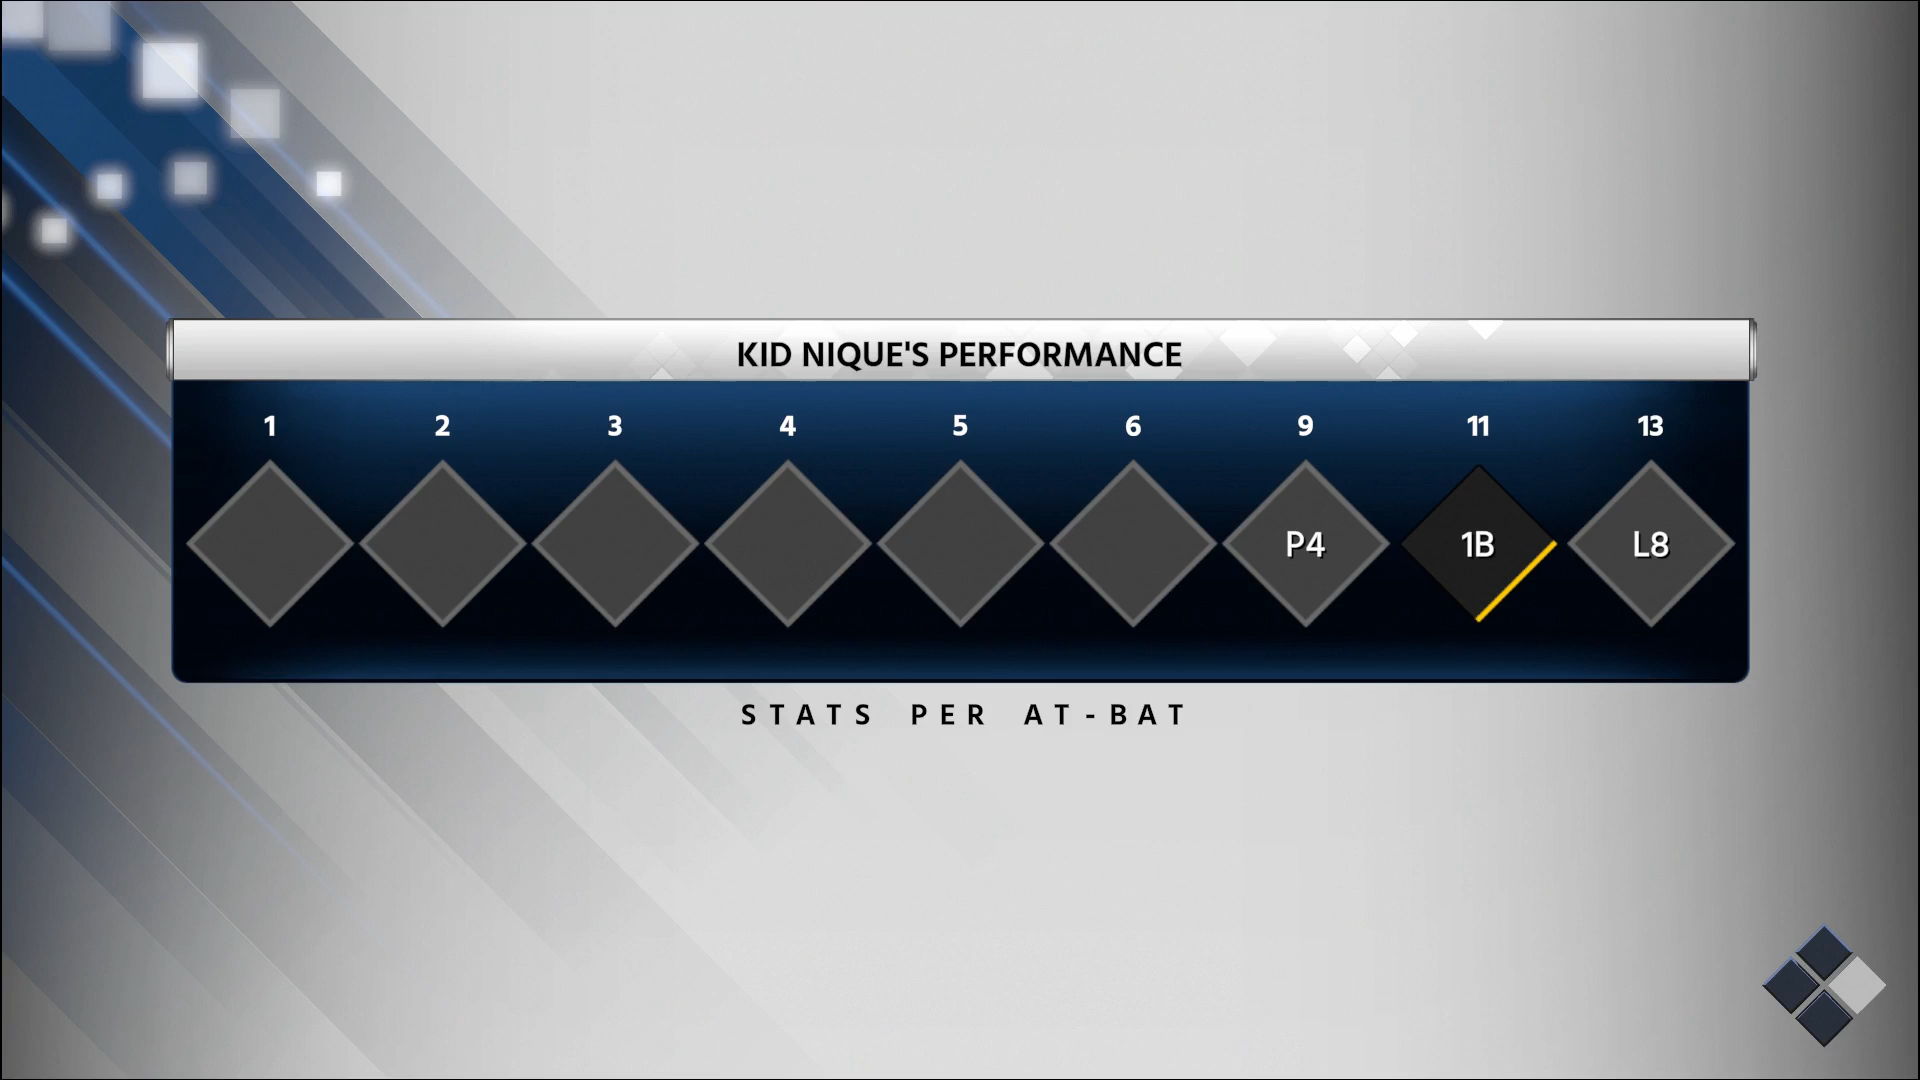 KID NIQUE'S PERFORMANCE
1 2 3 4 5 6 9 11 13
P4 1B L8
STATS PER AT-BAT